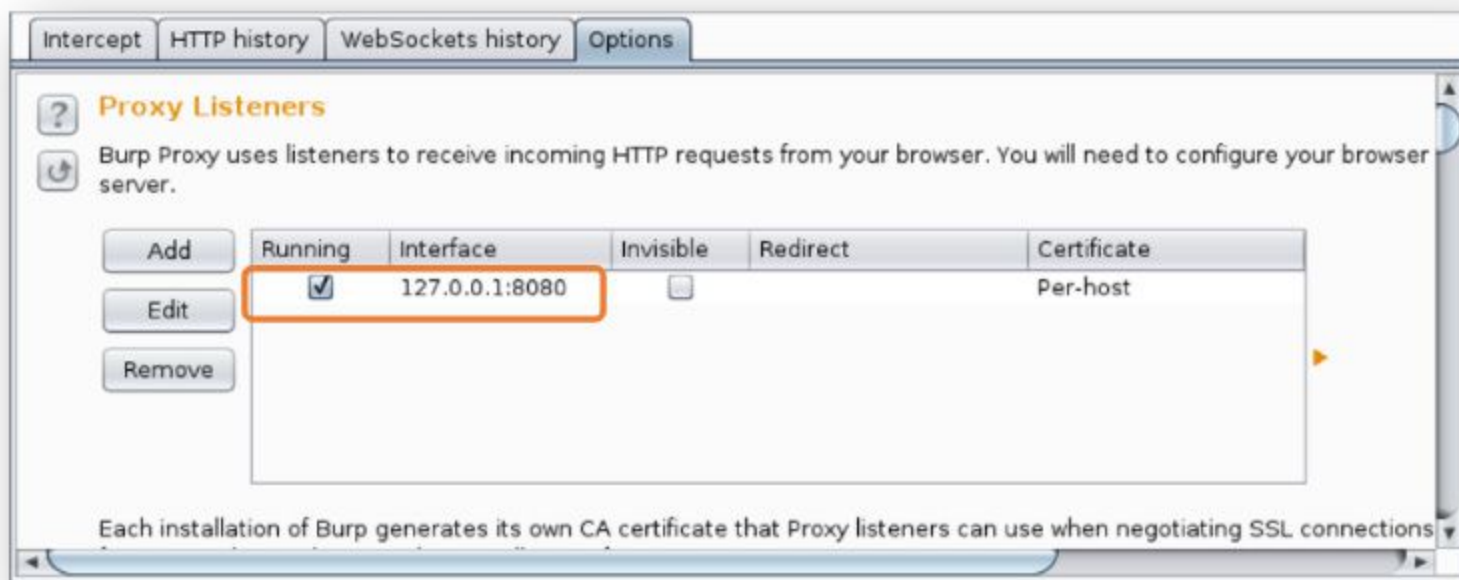 Intercept HTTP history WebSockets history Options
? Proxy Listeners
Burp Proxy uses listeners to receive incoming HTTP requests from your browser. You will need to configure your browser
server.
Add Running Interface Invisible Redirect Certificate
127.0.0.1:8080 Per-host
Edit
Remove
Each installation of Burp generates its own CA certificate that Proxy listeners can use when negotiating SSL connections